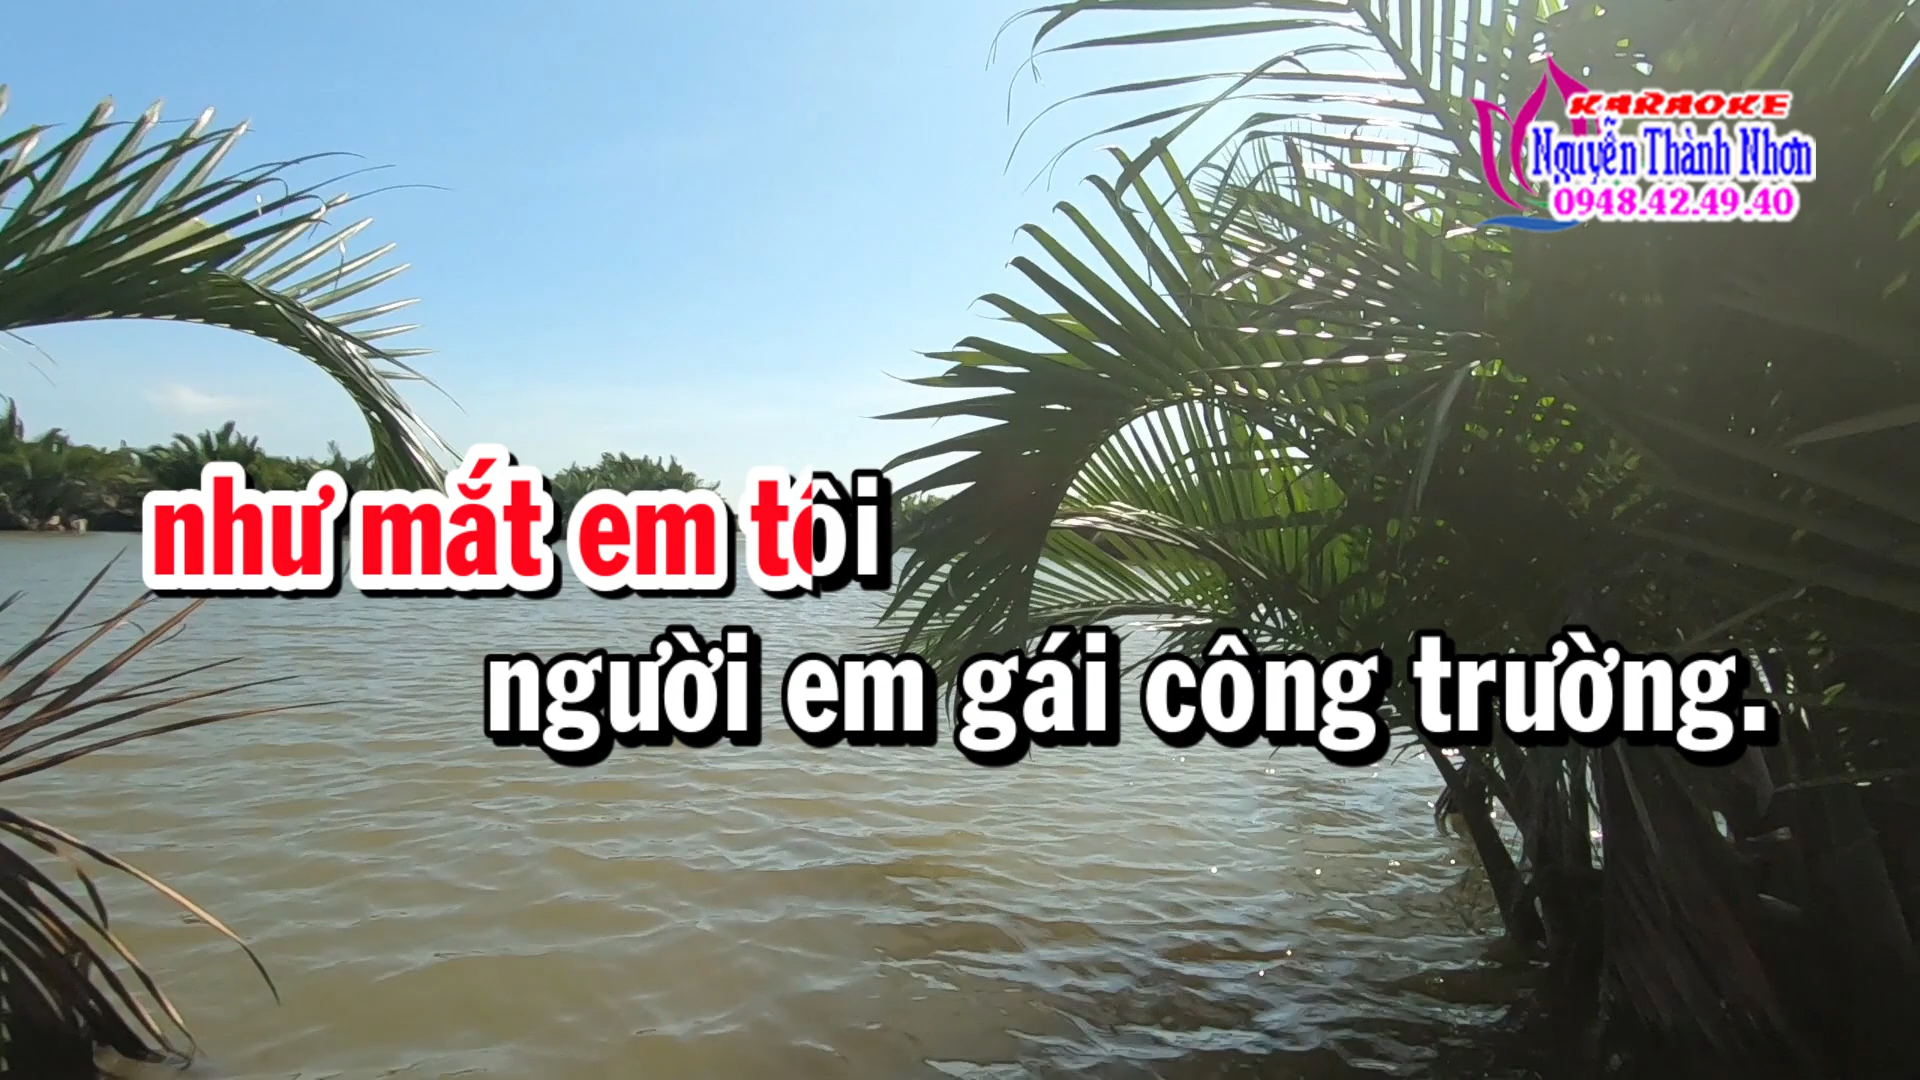 KARAOKE
Nguyễn Thành Nhơn
0948.42.49.40
như mắt em tôi
người em gái công trường.